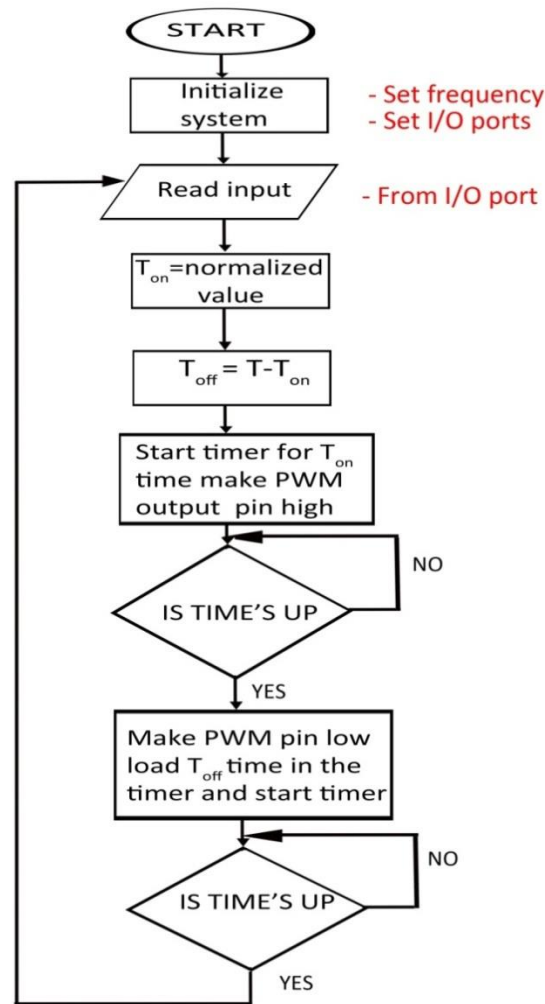 START
Initialize
system
- Set frequency
- Set I/O ports
Read input
- From I/O port
Ton=normalized
value
Toff = T-Ton
Start timer for Ton
time make PWM
output pin high
NO
IS TIME'S UP
YES
Make PWM pin low
load Toff time in the
timer and start timer
NO
IS TIME'S UP
YES